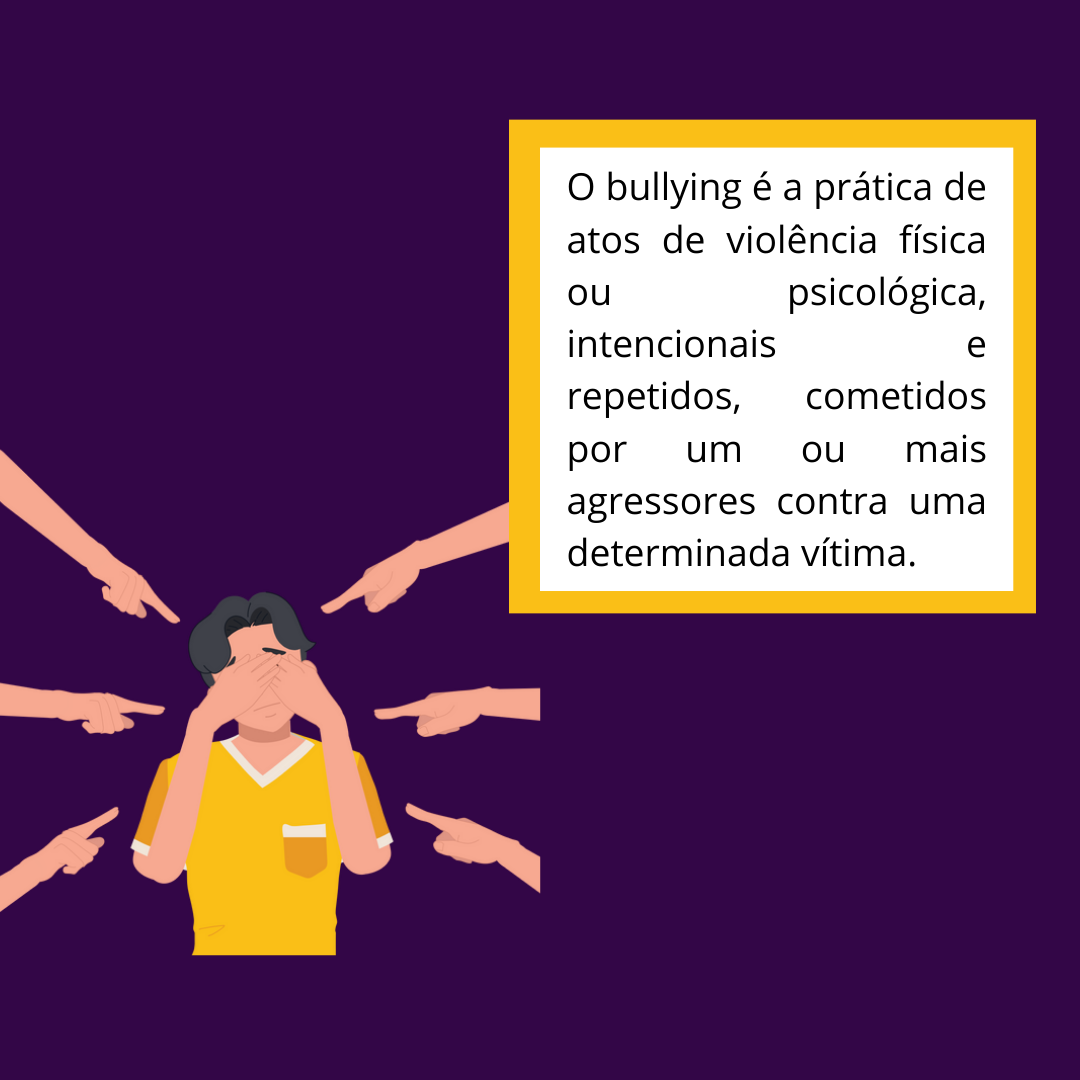 O bullying é a prática de
atos de violência física
ou psicológica,
intencionais e
repetidos, cometidos
por um ou mais
agressores contra uma
determinada vítima.